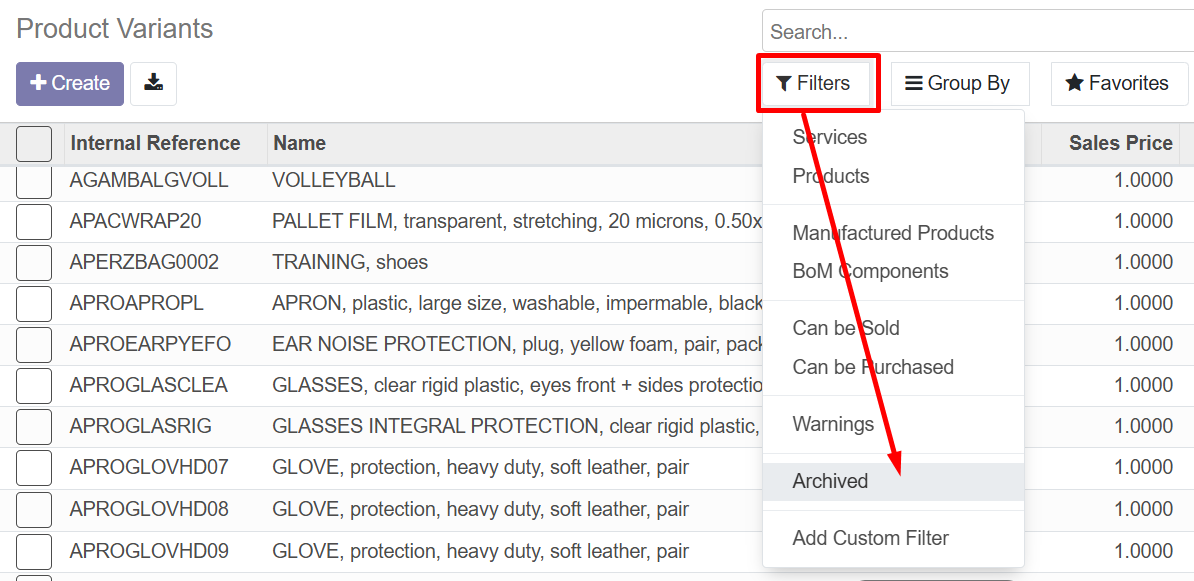 Product Variants
Search...
Create
Filters
Group By
Favorites
Internal Reference Name Sales Price
AGAMBALGVOLL VOLLEYBALL 1.0000
APACWRAP20 PALLET FILM, transparent, stretching, 20 microns, 0.50x 1.0000
APERZBAG0002 TRAINING, shoes 1.0000
APROAPROPL APRON, plastic, large size, washable, impermable, black 1.0000
APROEARPYEFO EAR NOISE PROTECTION, plug, yellow foam, pair, pack 1.0000
APROGLASCLEA GLASSES, clear rigid plastic, eyes front + sides protectio 1.0000
APROGLASRIG GLASSES INTEGRAL PROTECTION, clear rigid plastic, 1.0000
APROGLOVHD07 GLOVE, protection, heavy duty, soft leather, pair 1.0000
APROGLOVHD08 GLOVE, protection, heavy duty, soft leather, pair 1.0000
APROGLOVHD09 GLOVE, protection, heavy duty, soft leather, pair 1.0000
Services
Products
Manufactured Products
BoM Components
Can be Sold
Can be Purchased
Warnings
Archived
Add Custom Filter